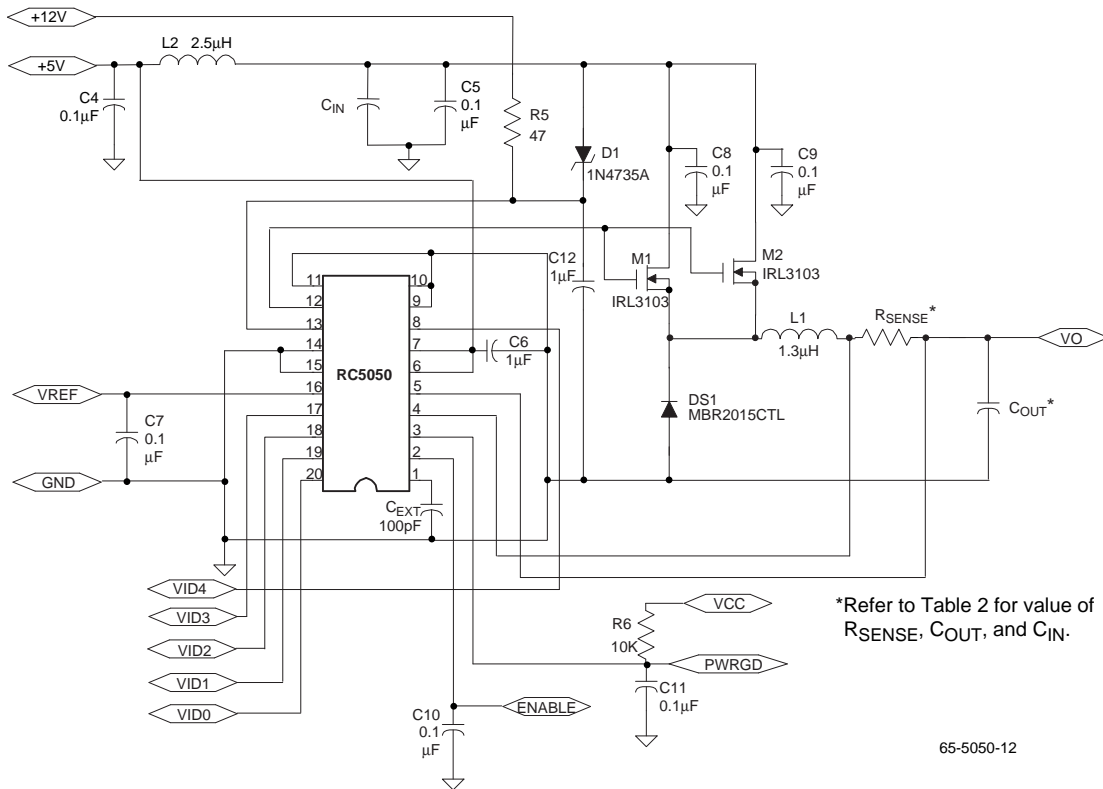 +12V
L2 2.5µH
+5V
C4
0.1µF
CIN
C5
0.1
µF
R5
47
D1
1N4735A
C8
0.1
µF
C9
0.1
µF
C12
1µF
M1
IRL3103
M2
IRL3103
11
12
13
14
15
16
17
18
19
20
RC5050
10
9
8
7
6
5
4
3
2
1
C6
1µF
L1
1.3µH
RSENSE*
VO
VREF
C7
0.1
µF
DS1
MBR2015CTL
COUT*
GND
CEXT
100pF
VID4
VID3
VID2
VID1
VID0
VCC
R6
10K
PWRGD
C11
0.1µF
C10
0.1
µF
ENABLE
*Refer to Table 2 for value of
RSENSE, COUT, and CIN.
65-5050-12